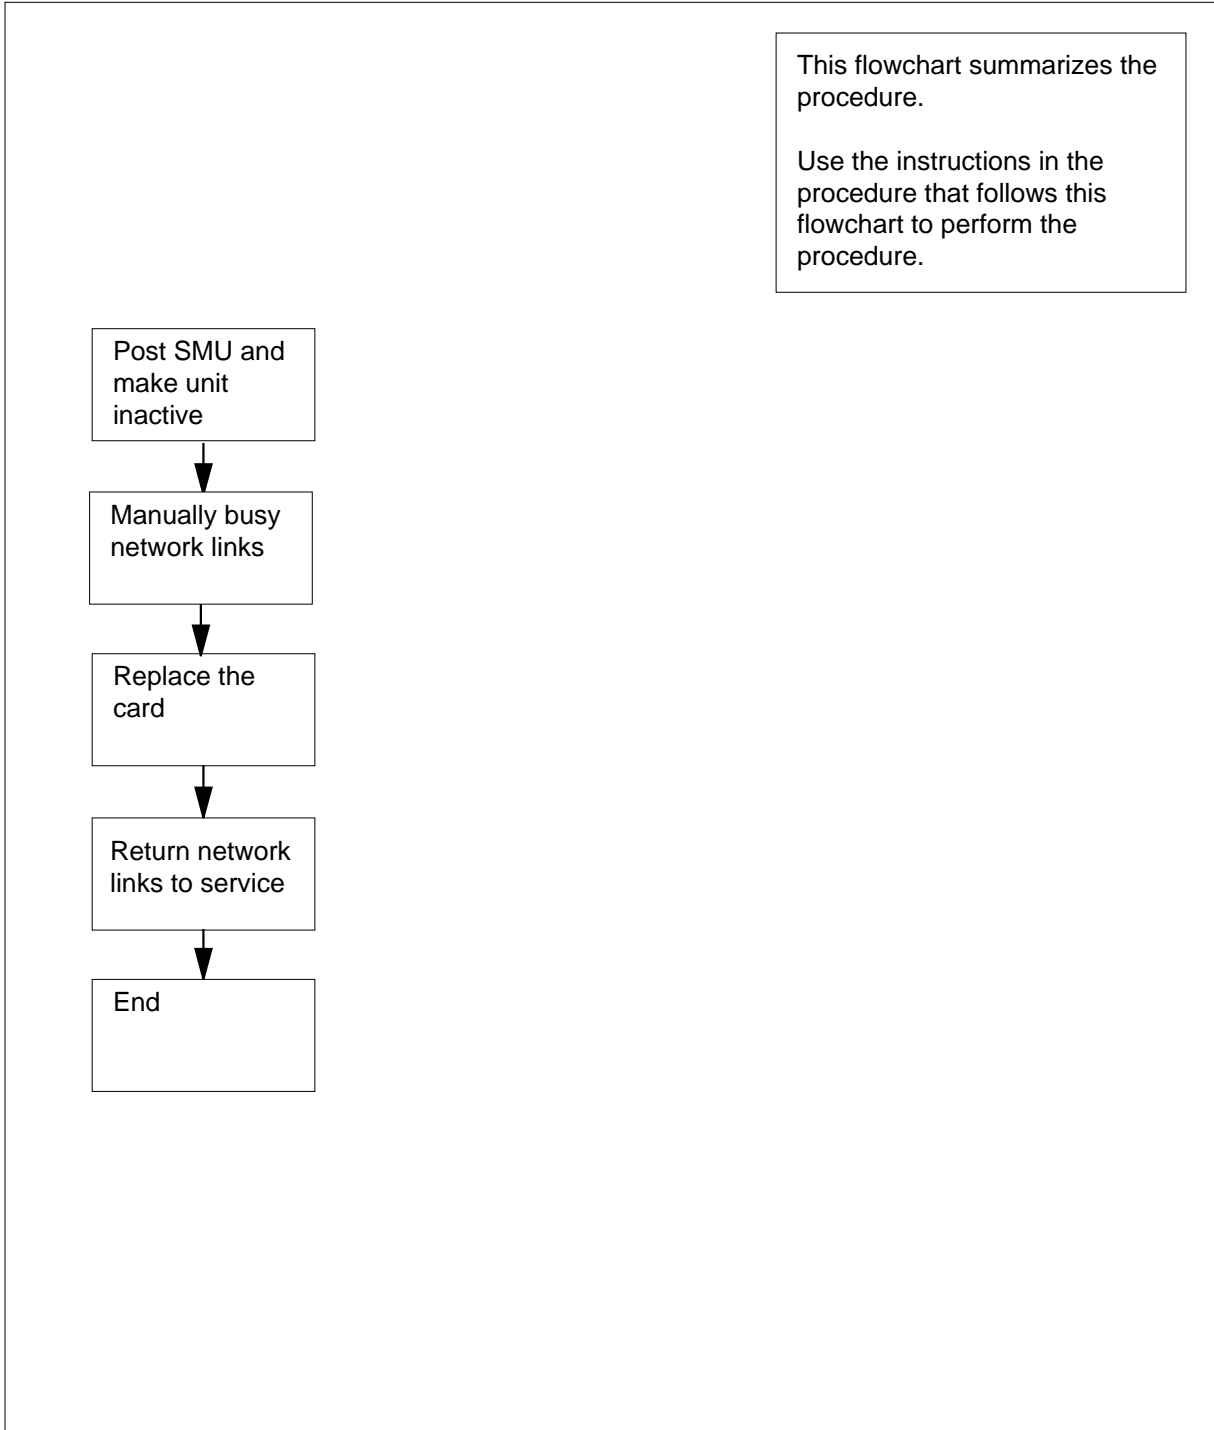 This flowchart summarizes the
procedure.
Use the instructions in the
procedure that follows this
flowchart to perform the
procedure.
Post SMU and
make unit
inactive
Manually busy
network links
Replace the
card
Return network
links to service
End